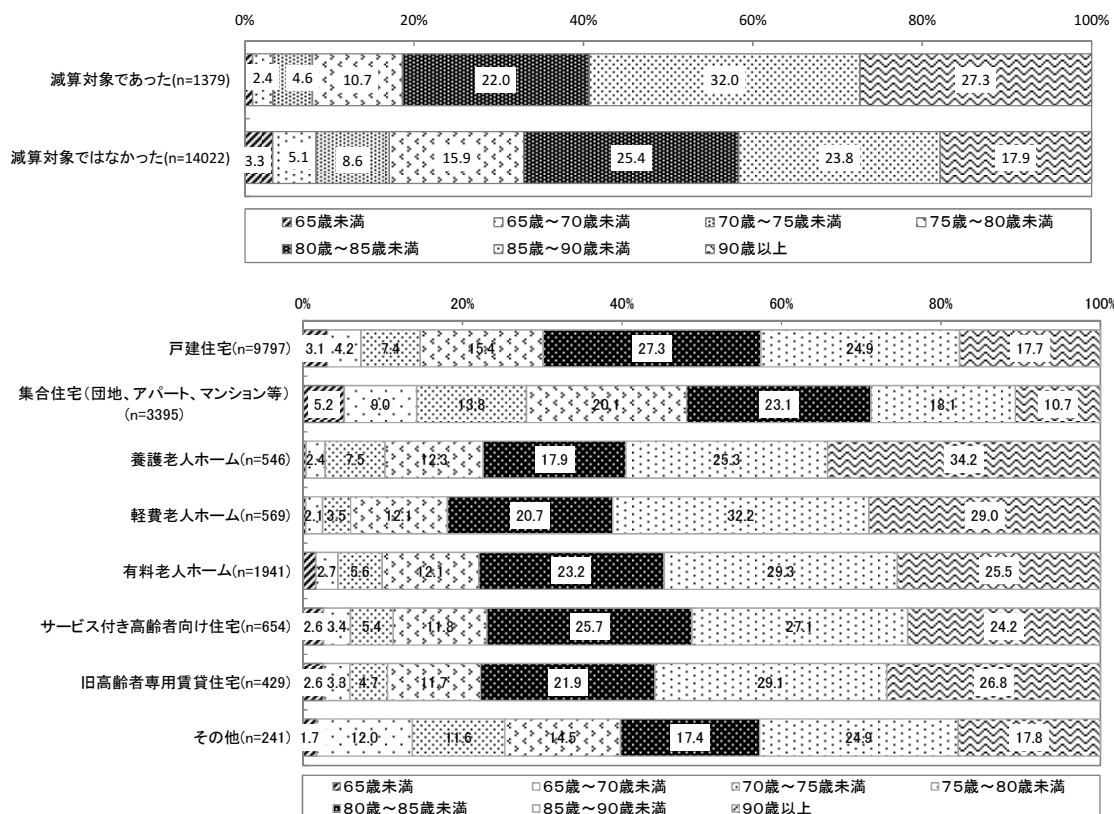 0% 20% 40% 60% 80% 100%
減算対象であった(n=1379) 2.4 4.6 10.7 22.0 32.0 27.3
減算対象ではなかった(n=14022) 3.3 5.1 8.6 15.9 25.4 23.8 17.9
65歳未満 65歳～70歳未満 70歳～75歳未満 75歳～80歳未満
80歳～85歳未満 85歳～90歳未満 90歳以上
0% 20% 40% 60% 80% 100%
戸建住宅(n=9797) 3.1 4.2 7.4 15.4 27.3 24.9 17.7
集合住宅(団地、アパート、マンション等)
(n=3395) 5.2 9.0 13.8 20.1 23.1 18.1 10.7
養護老人ホーム(n=546) 2.4 7.5 12.3 17.9 25.3 34.2
軽費老人ホーム(n=569) 2.1 3.5 12.1 20.7 32.2 29.0
有料老人ホーム(n=1941) 2.7 5.6 12.1 23.2 29.3 25.5
サービス付き高齢者向け住宅(n=654) 2.6 3.4 5.4 11.8 25.7 27.1 24.2
旧高齢者専用賃貸住宅(n=429) 2.6 3.3 4.7 11.7 21.9 29.1 26.8
その他(n=241) 1.7 12.0 11.6 14.5 17.4 24.9 17.8
65歳未満 65歳～70歳未満 70歳～75歳未満 75歳～80歳未満
80歳～85歳未満 85歳～90歳未満 90歳以上